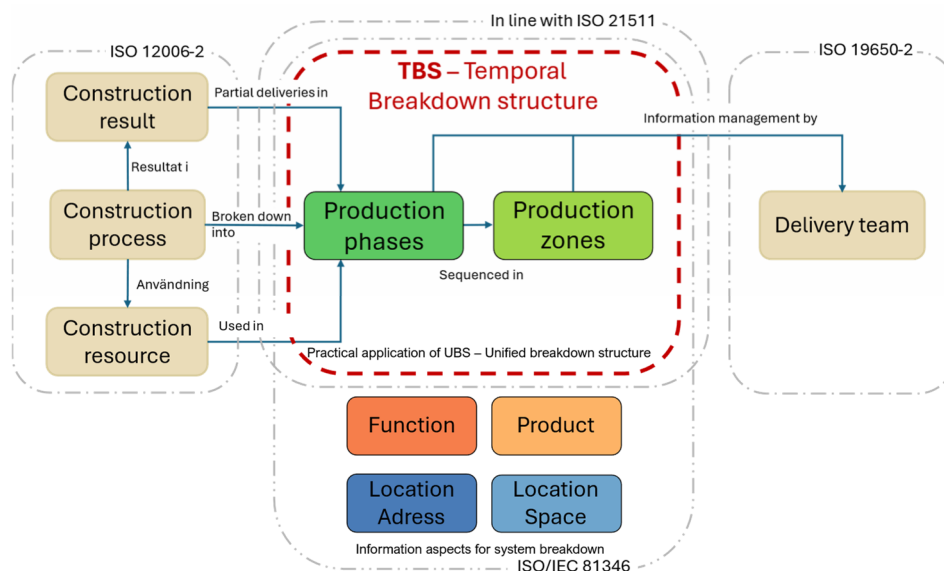 In line with ISO 21511
ISO 12006-2
ISO 19650-2
TBS – Temporal
Breakdown structure
Construction
result
Partial deliveries in
Information management by
Resultat i
Construction
process
Broken down
into
Production
phases
Production
zones
Delivery team
Sequenced in
Användning
Construction
resource
Used in
Practical application of UBS – Unified breakdown structure
Function
Product
Location
Adress
Location
Space
Information aspects for system breakdown
ISO/IEC 81346